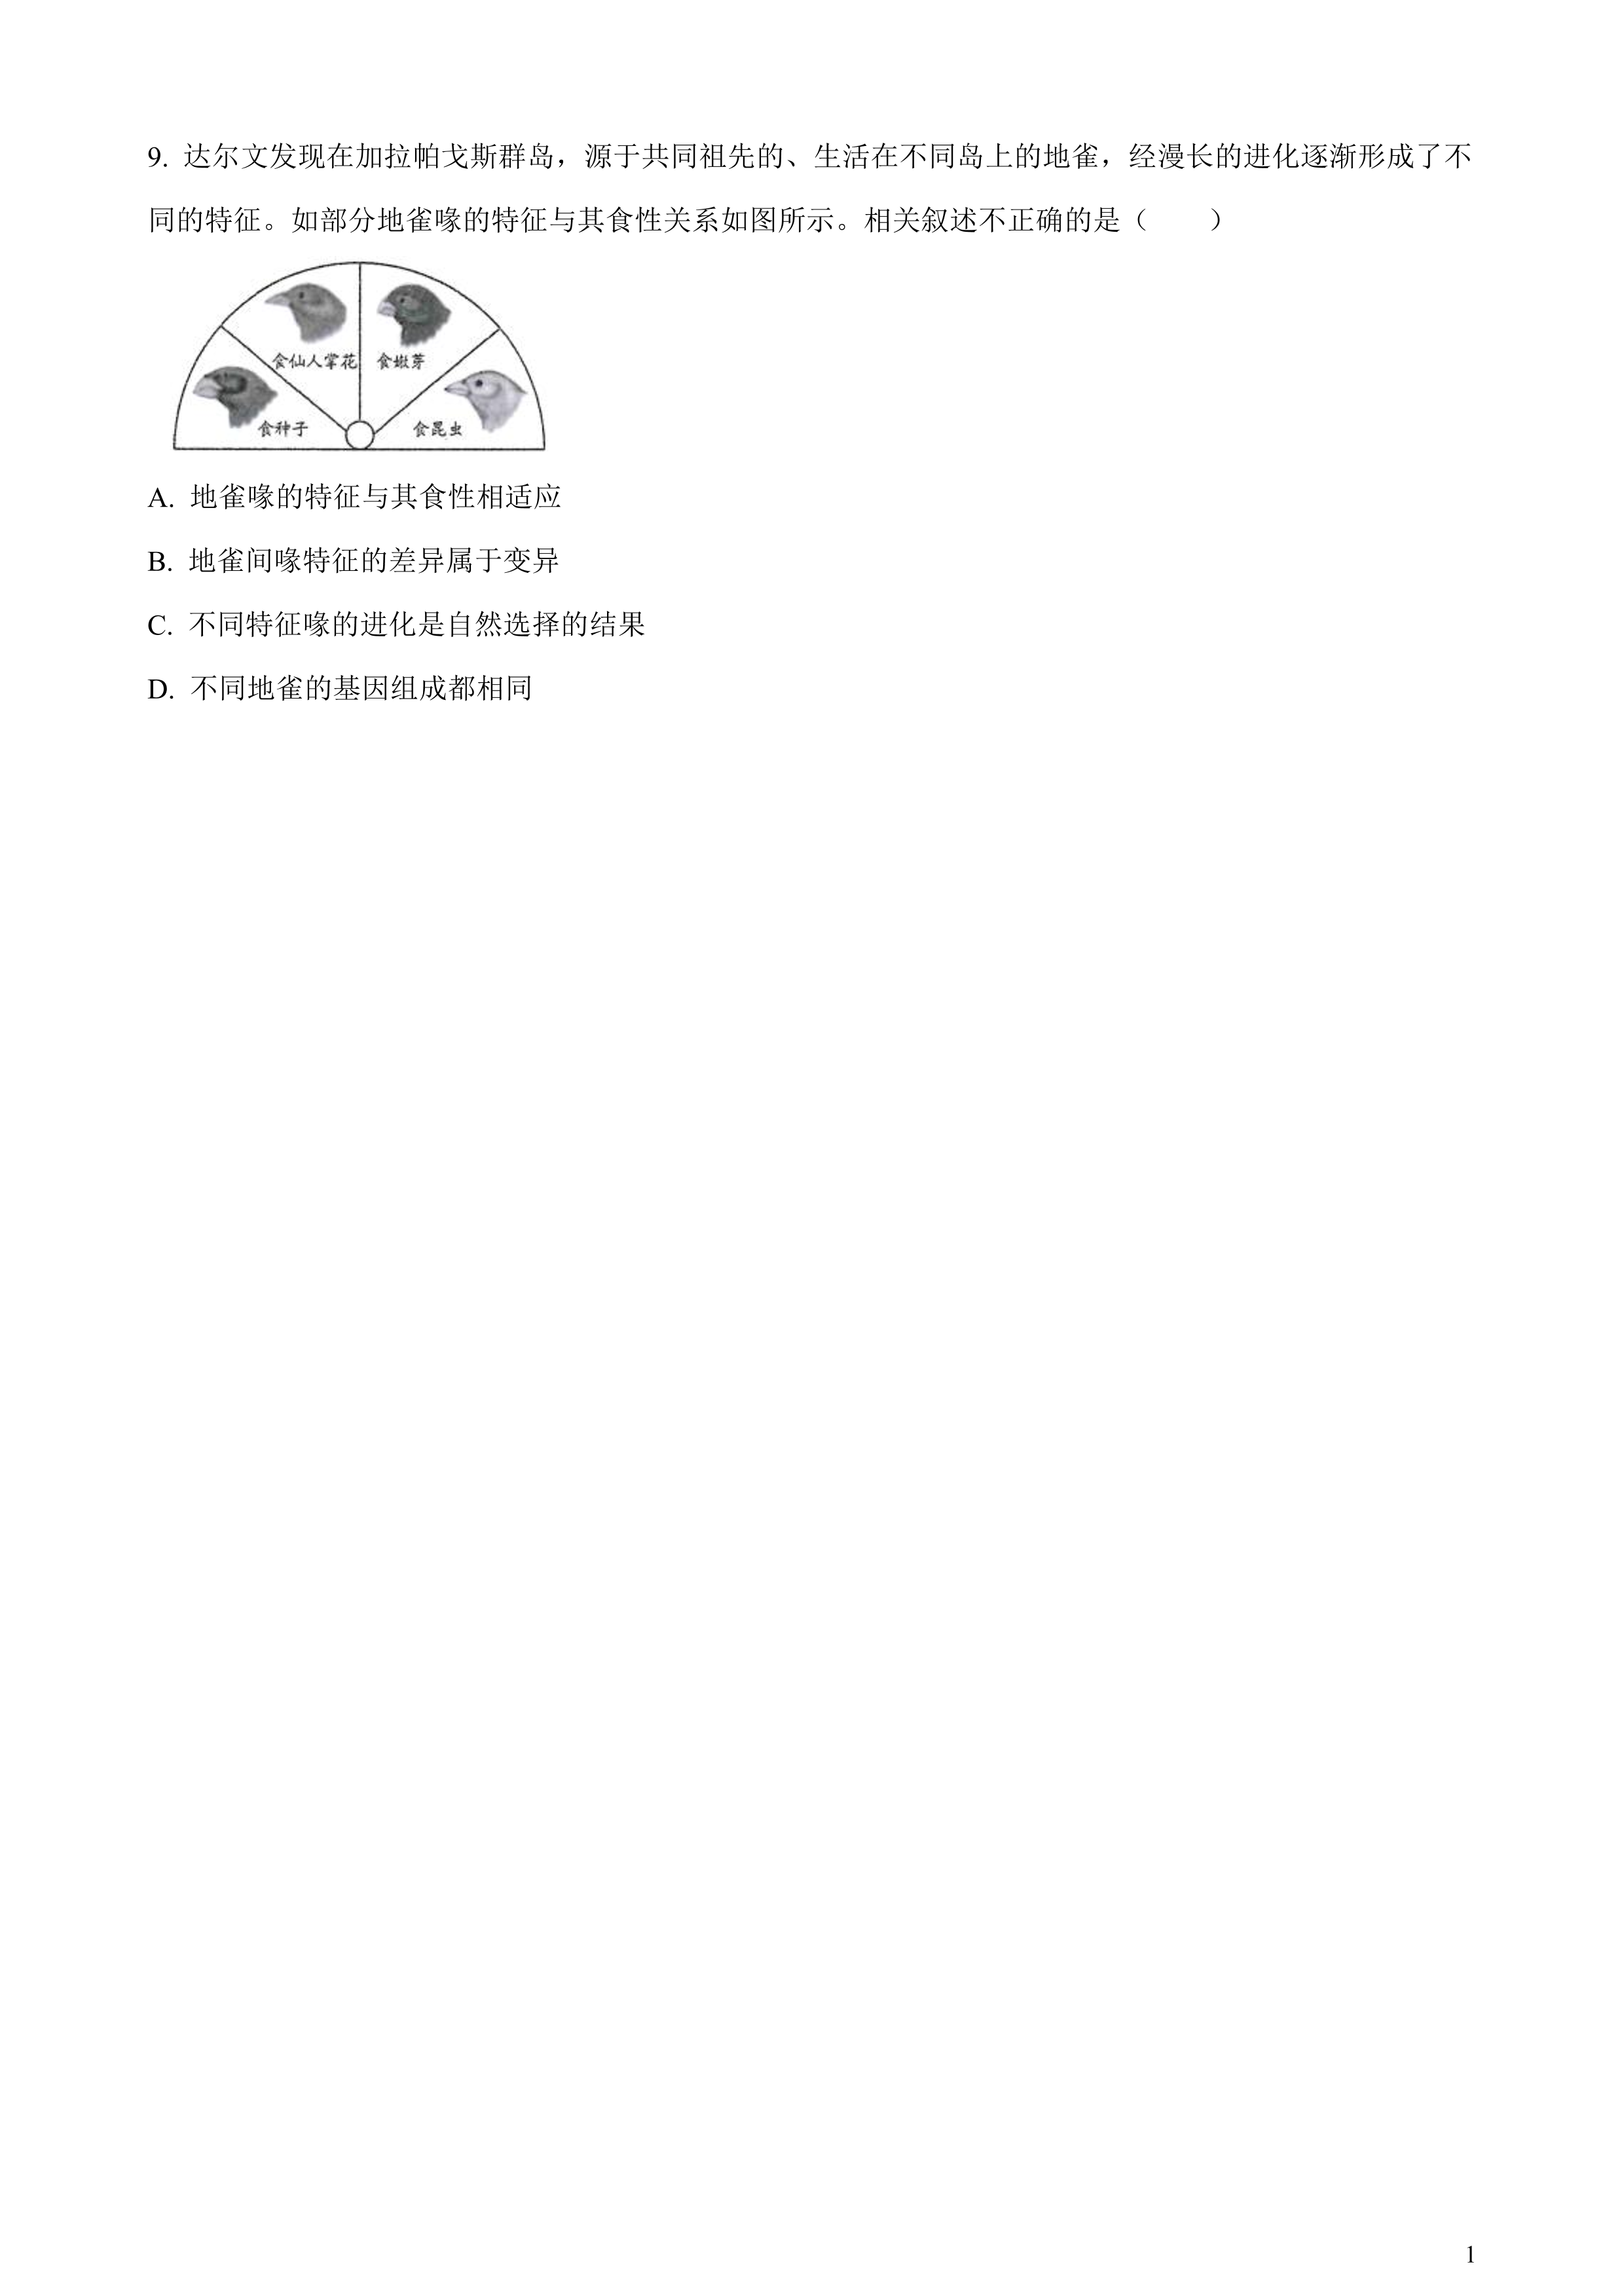 9. 达尔文发现在加拉帕戈斯群岛，源于共同祖先的、生活在不同岛上的地雀，经漫长的进化逐渐形成了不
同的特征。如部分地雀喙的特征与其食性关系如图所示。相关叙述不正确的是（　　）
食仙人掌花 食嫩芽
食种子 食昆虫
A. 地雀喙的特征与其食性相适应
B. 地雀间喙特征的差异属于变异
C. 不同特征喙的进化是自然选择的结果
D. 不同地雀的基因组成都相同
1